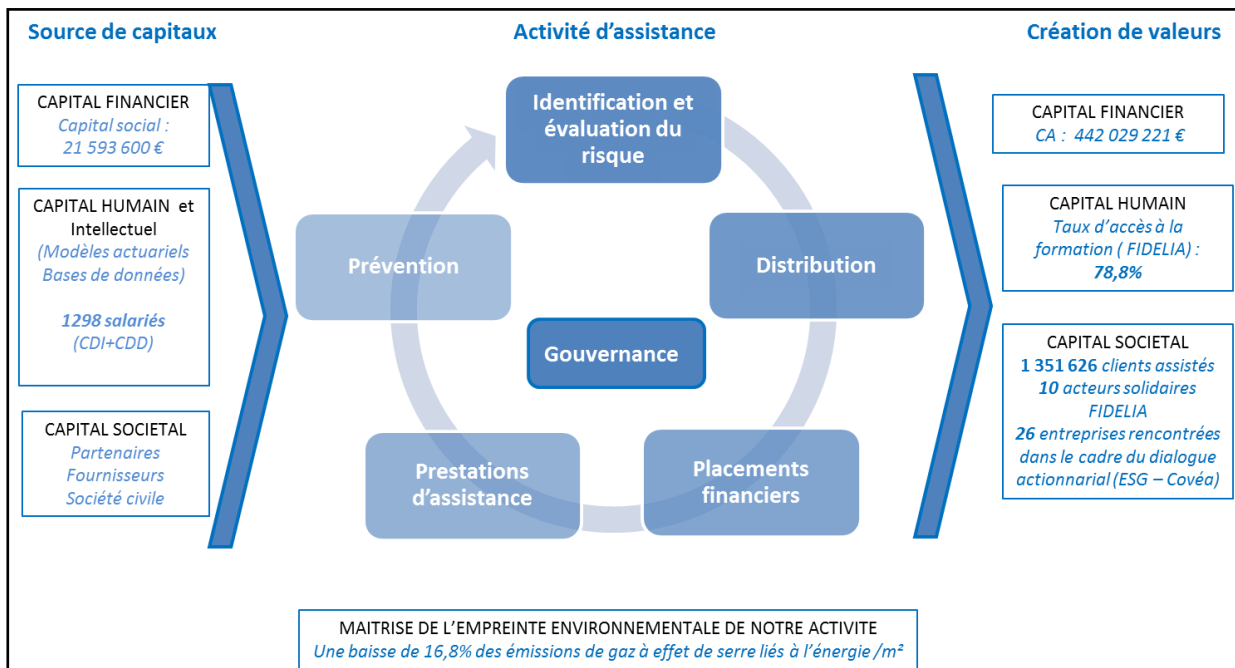 Source de capitaux
Activité d'assistance
Création de valeurs
CAPITAL FINANCIER
Capital social :
21 593 600 €
CAPITAL HUMAIN et
Intellectuel
(Modèles actuariels
Bases de données)
1298 salariés
(CDI+CDD)
CAPITAL SOCIETAL
Partenaires
Fournisseurs
Société civile
Identification et
évaluation du
risque
Distribution
Placements
financiers
Prestations
d'assistance
Prévention
Gouvernance
CAPITAL FINANCIER
CA : 442 029 221 €
CAPITAL HUMAIN
Taux d'accès à la
formation ( FIDELIA) :
78,8%
CAPITAL SOCIETAL
1 351 626 clients assistés
10 acteurs solidaires
FIDELIA
26 entreprises rencontrées
dans le cadre du dialogue
actionnarial (ESG – Covéa)
MAITRISE DE L'EMPREINTE ENVIRONNEMENTALE DE NOTRE ACTIVITE
Une baisse de 16,8% des émissions de gaz à effet de serre liés à l'énergie /m²